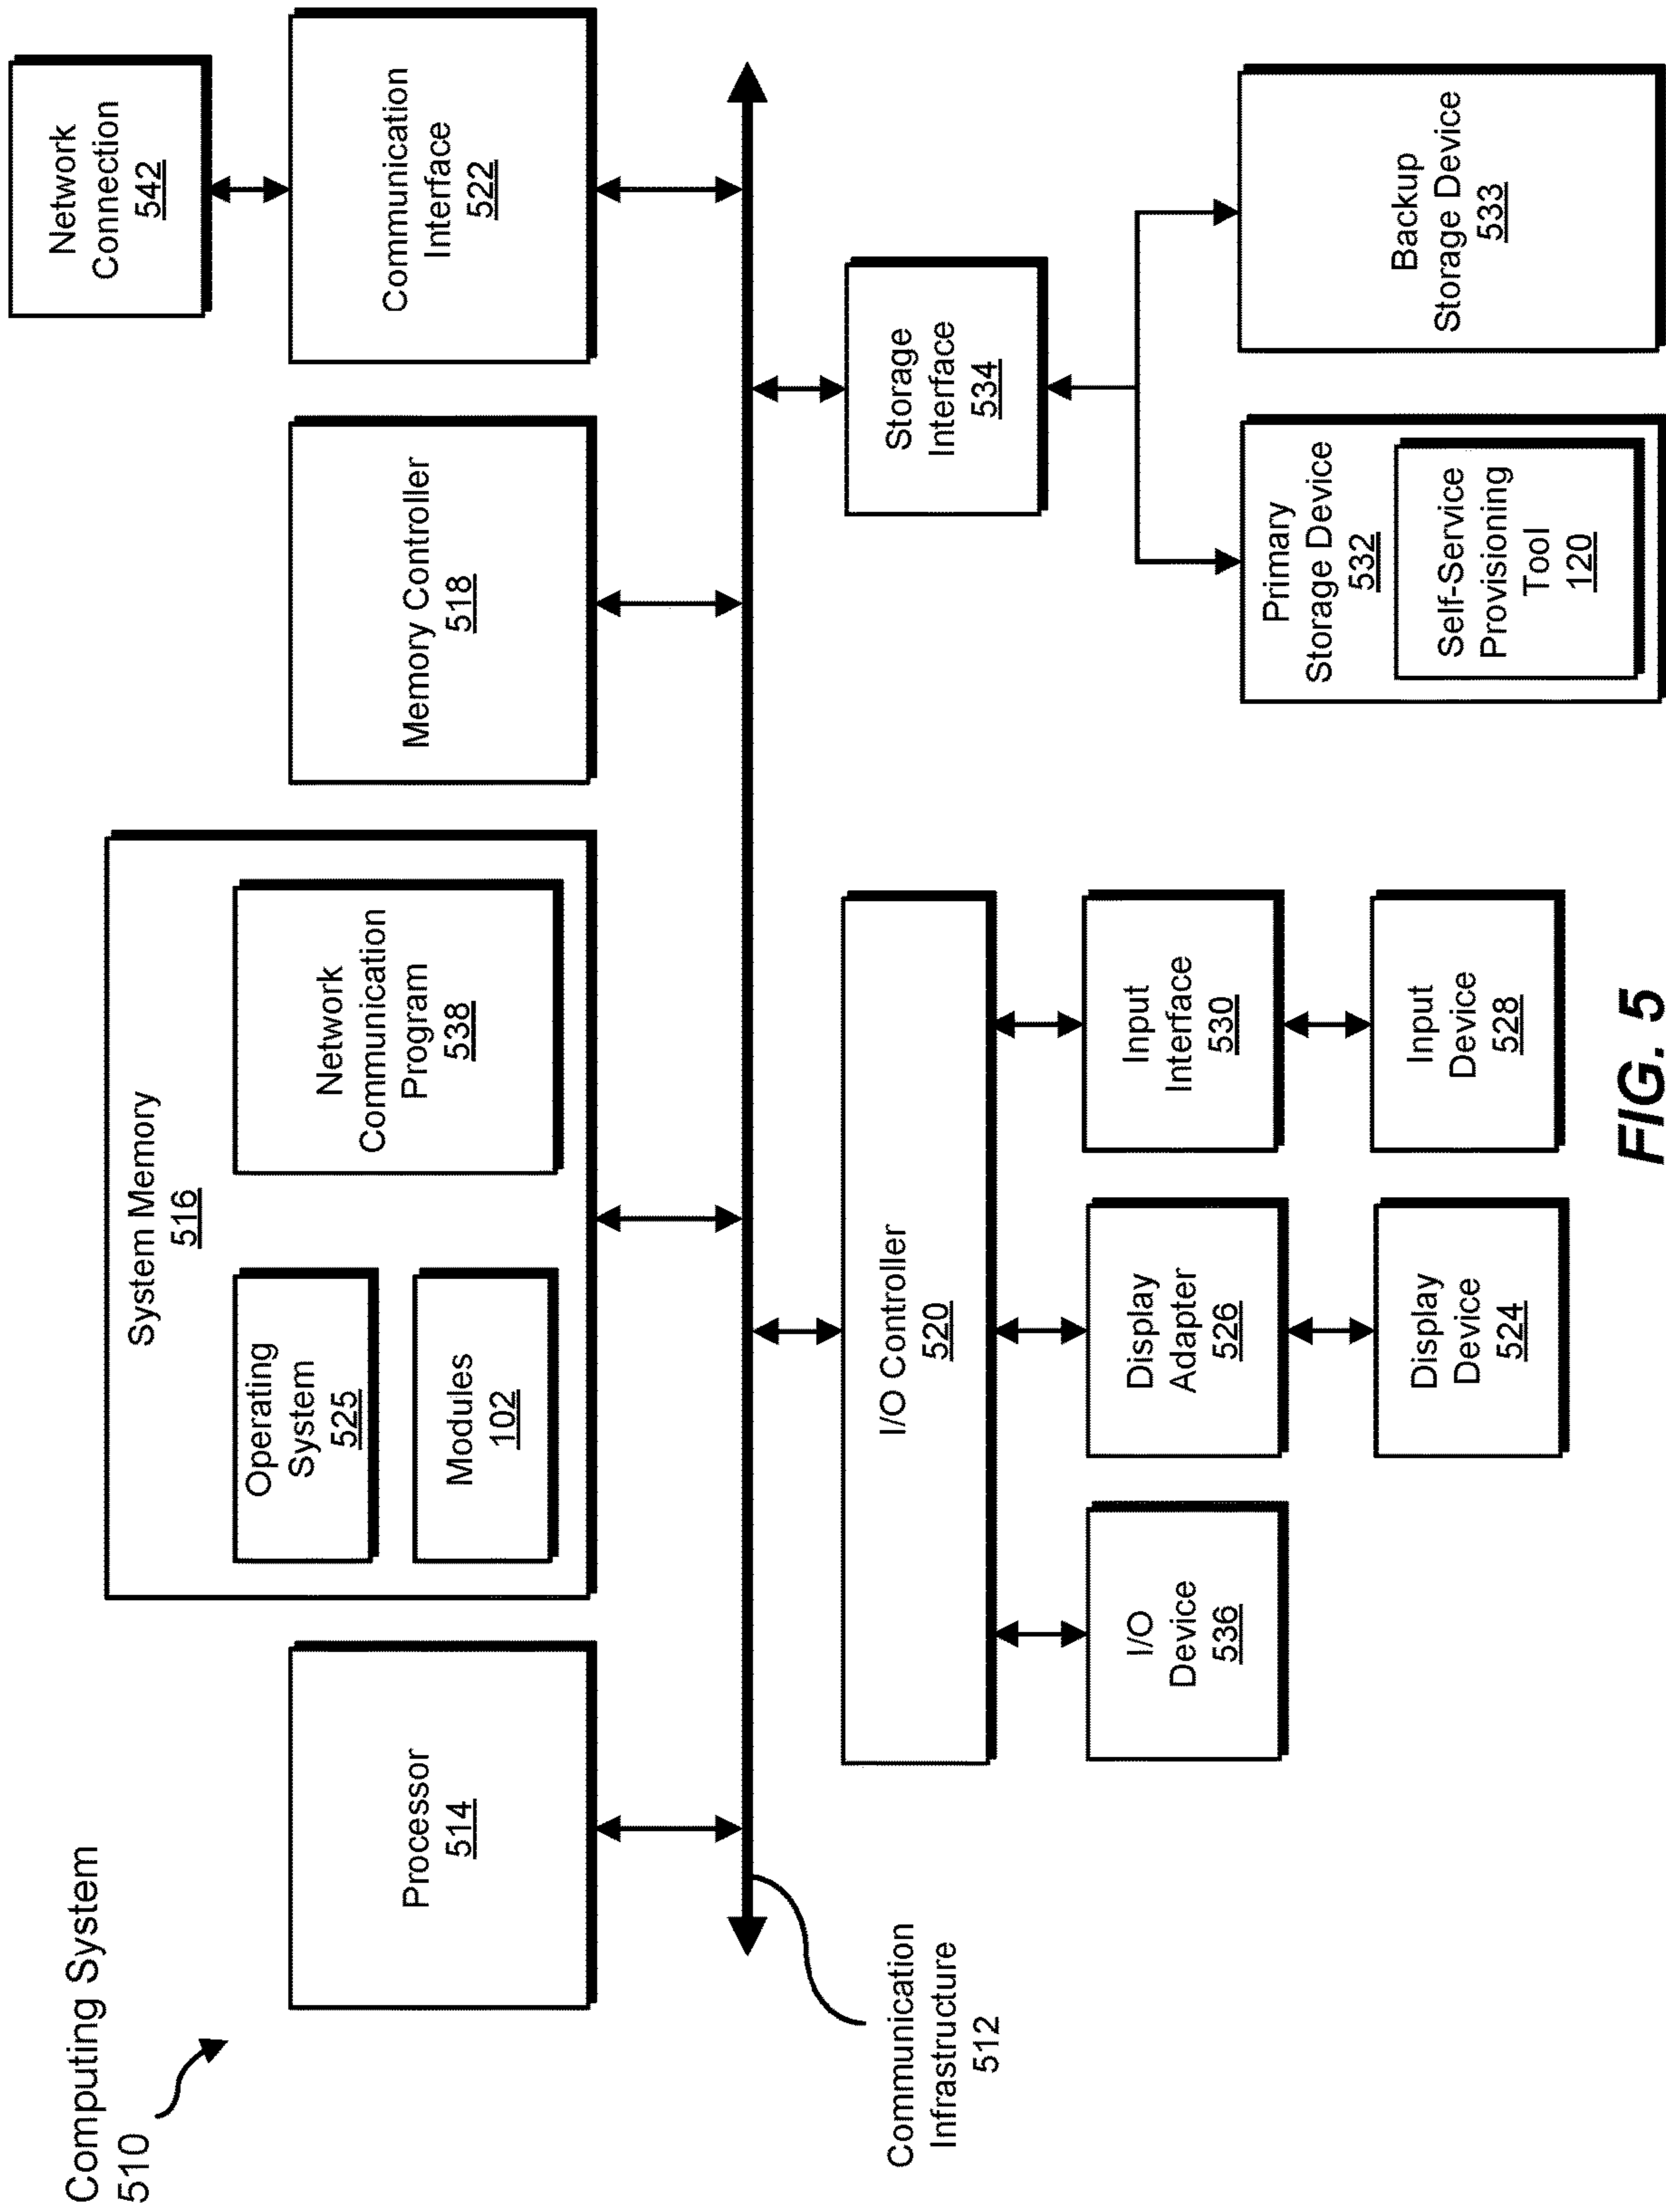 Computing System
510
Processor
514
System Memory
516
Operating
System
525
Modules
102
Network
Communication
Program
538
Memory Controller
518
Communication
Interface
522
Network
Connection
542
Communication
Infrastructure
512
I/O Controller
520
I/O
Device
536
Display
Adapter
526
Display
Device
524
Input
Interface
530
Input
Device
528
Storage
Interface
534
Primary
Storage Device
532
Self-Service
Provisioning
Tool
120
Backup
Storage Device
533
FIG. 5